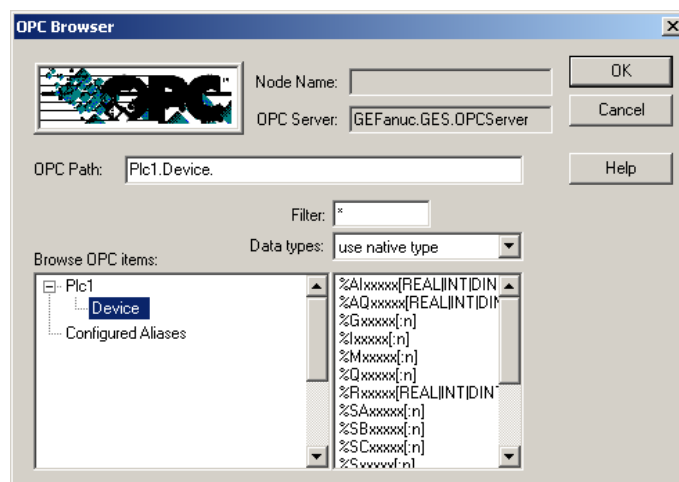 OPC Browser
OPC
Node Name:
OPC Server: GEFanuc.GES.OPCServer
OK
Cancel
OPC Path: Plc1.Device.
Help
Filter: *
Data types: use native type
Browse OPC items:
Plc1
Device
Configured Aliases
%AIxxxxx[REAL|INT|DIN
%AQxxxxx[REAL|INT|DIN
%Gxxxxx[:n]
%Ixxxxx[:n]
%Mxxxxx[:n]
%Qxxxxx[:n]
%Rxxxxx[REAL|INT|DINT
%SAxxxxx[:n]
%SBxxxxx[:n]
%SCxxxxx[:n]
%Sxxxxx[:n]